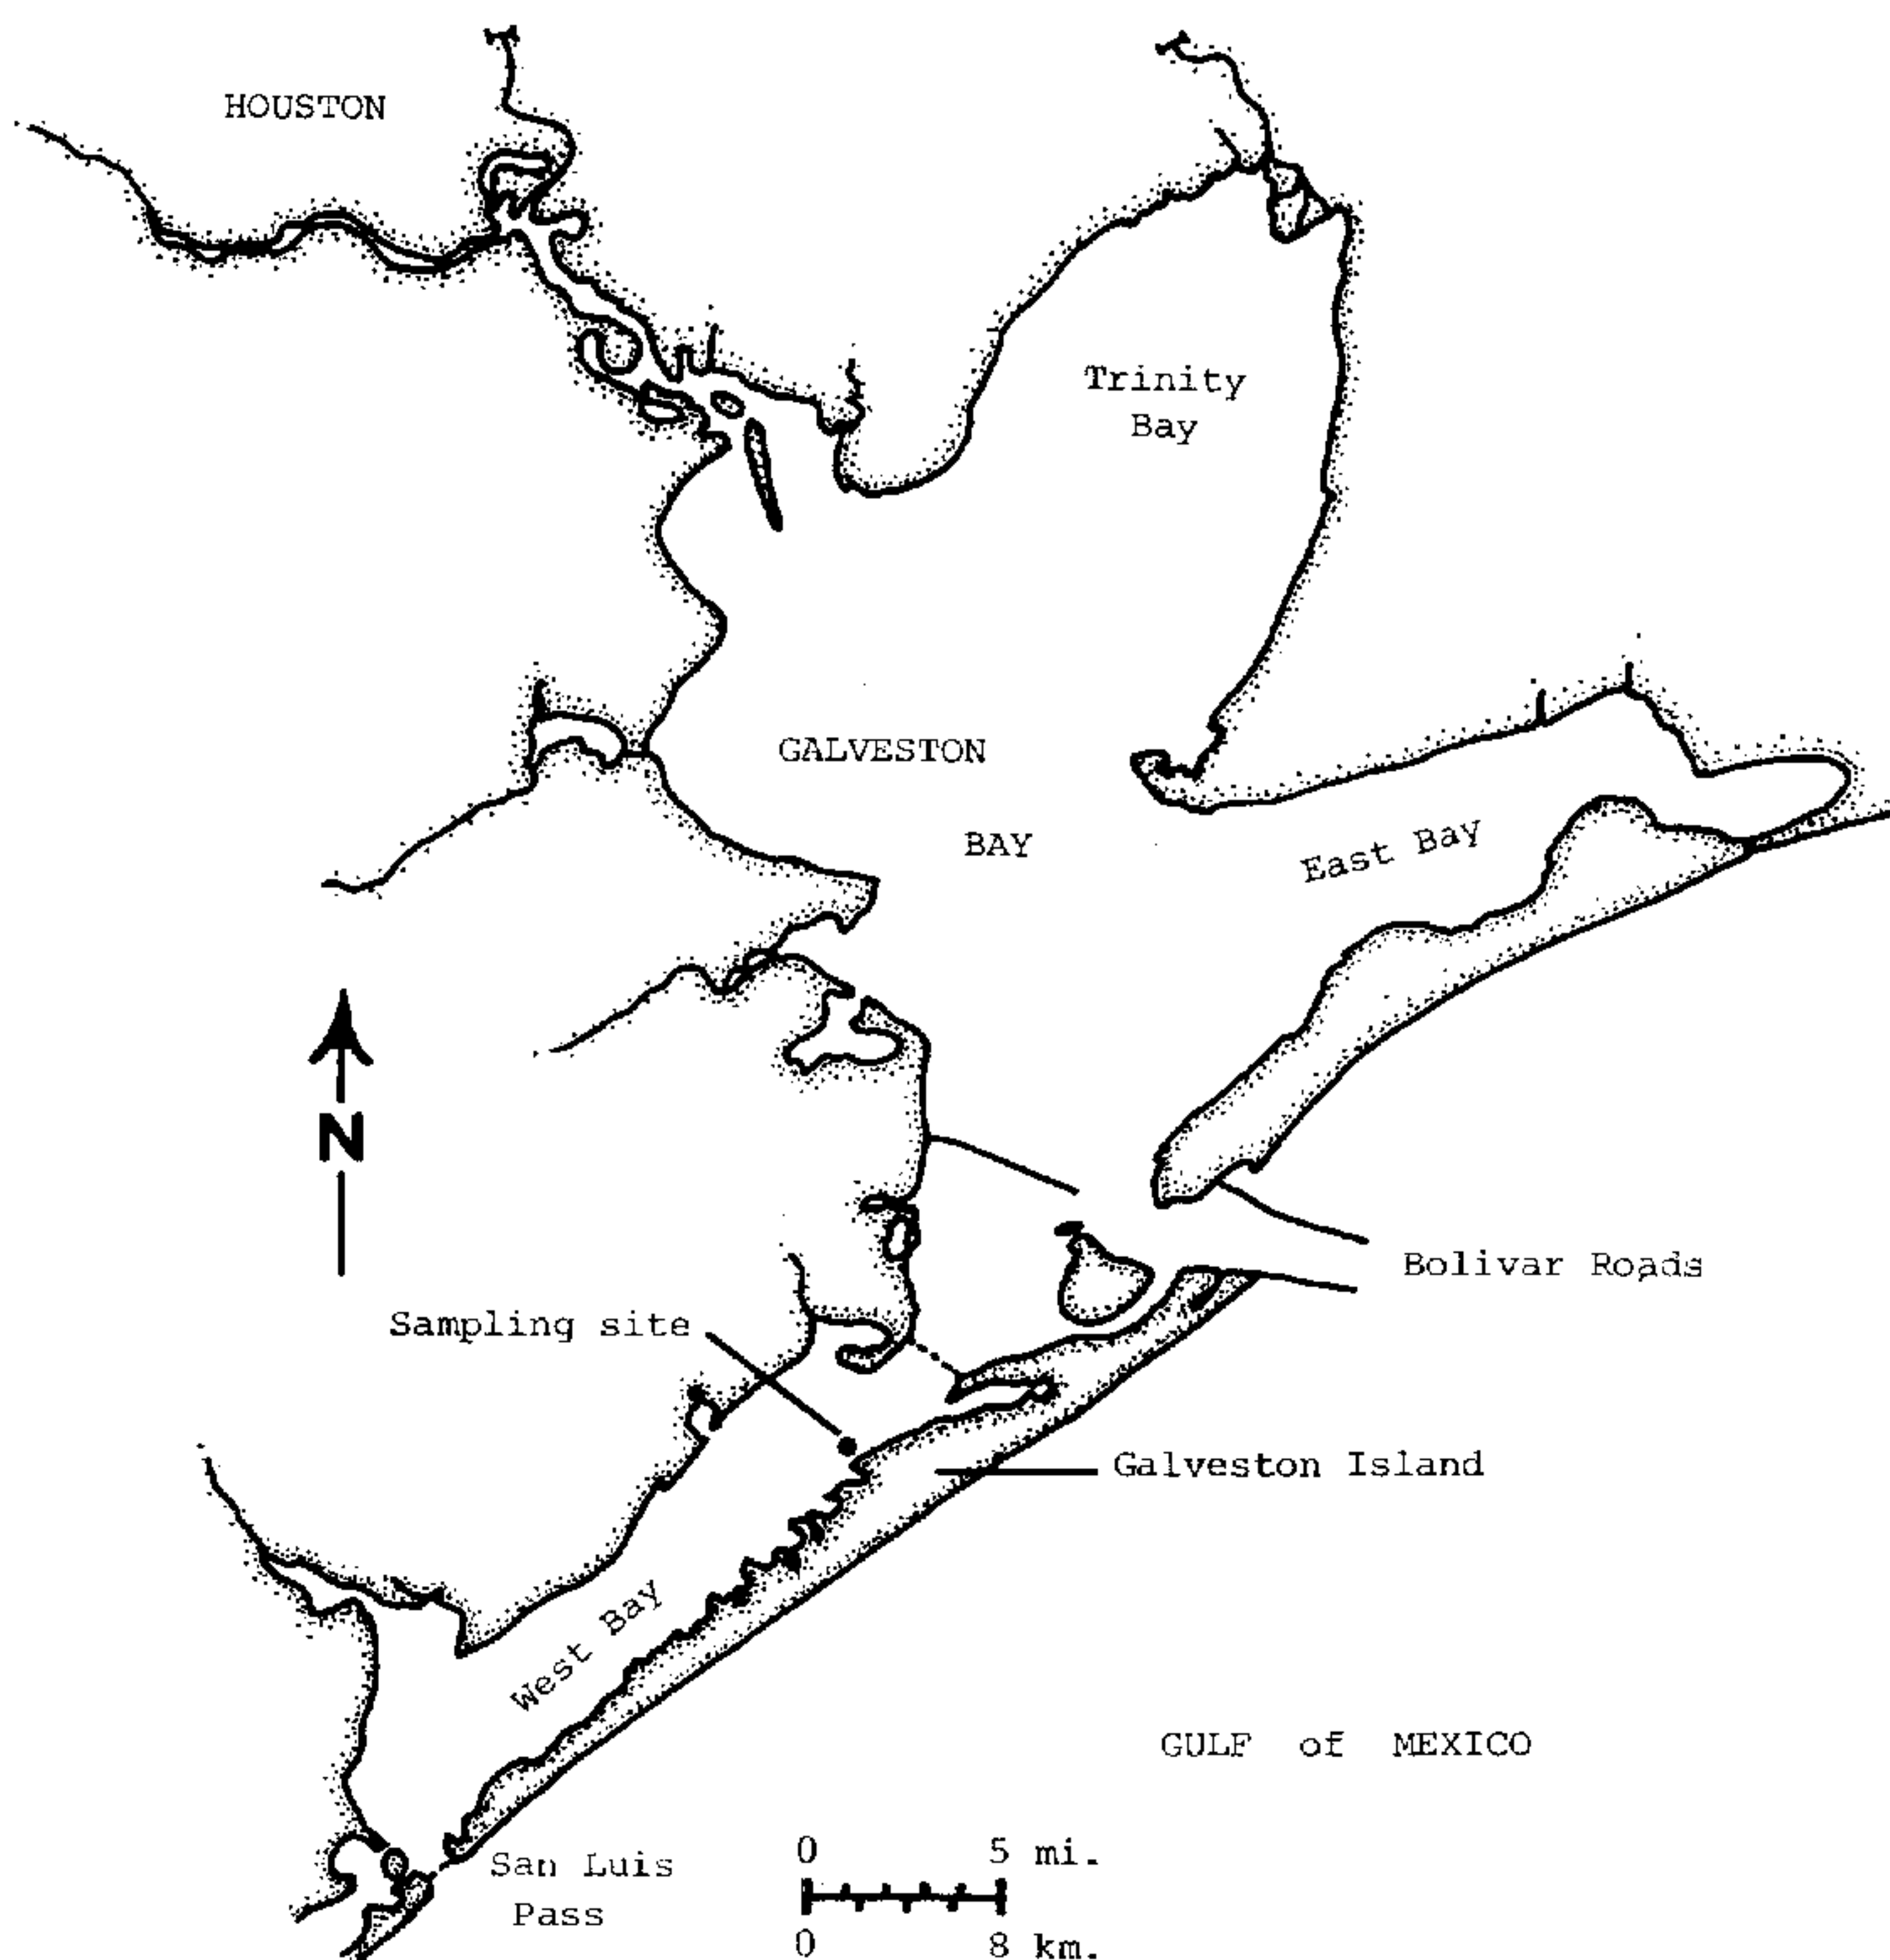 HOUSTON
Trinity
Bay
GALVESTON
BAY
East Bay
N
Bolivar Roads
Sampling site
Galveston Island
West Bay
GULF of MEXICO
San Luis
Pass
0 5 mi.
0 8 km.